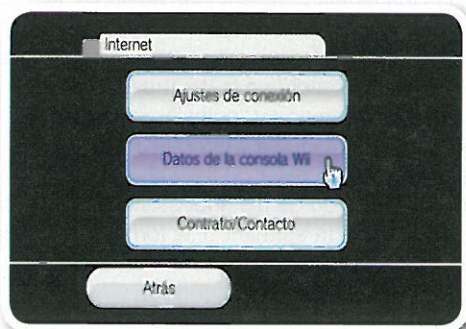 Internet
Ajustes de conexión
Datos de la consola Wii
Contrato/Contacto
Atrás